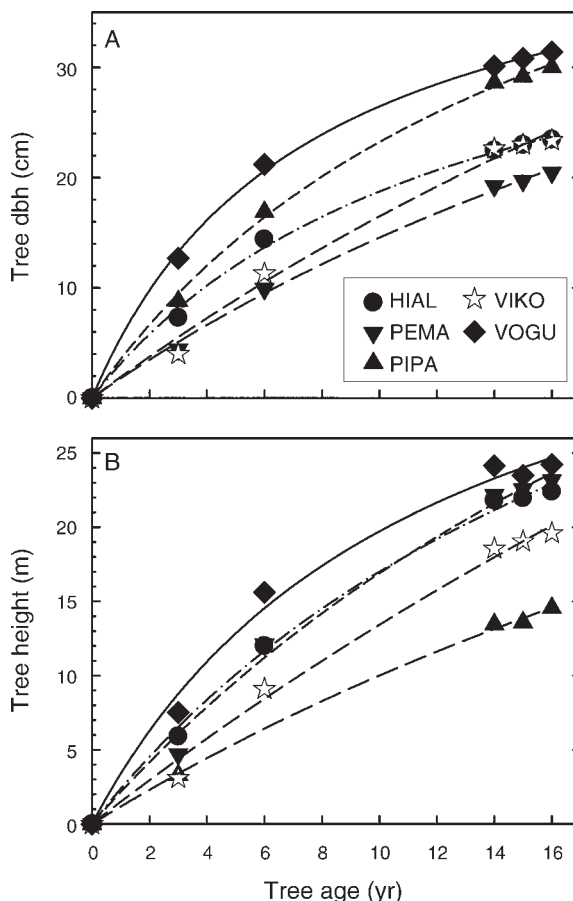 A
30
20
10
0
Tree dbh (cm)
HIAL VIKO
PEMA VOGU
PIPA
B
25
20
15
10
5
0
Tree height (m)
0 2 4 6 8 10 12 14 16
Tree age (yr)